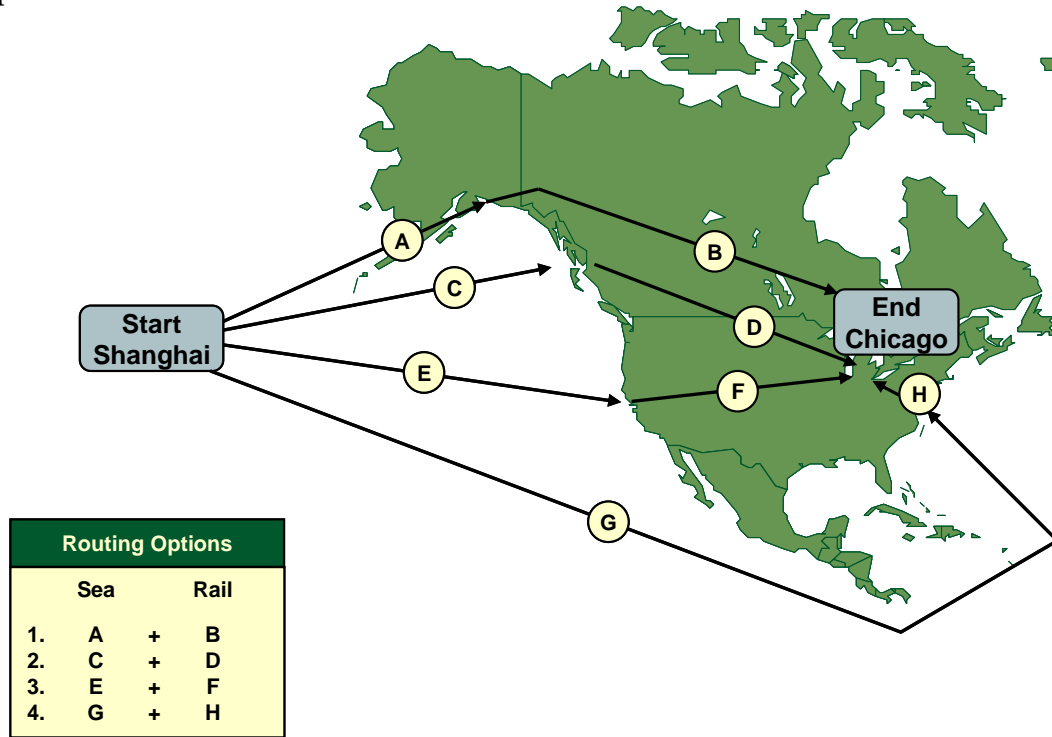 A
B
C
Start
Shanghai
End
Chicago
D
E
F
H
G
Routing Options
Sea Rail
1. A + B
2. C + D
3. E + F
4. G + H